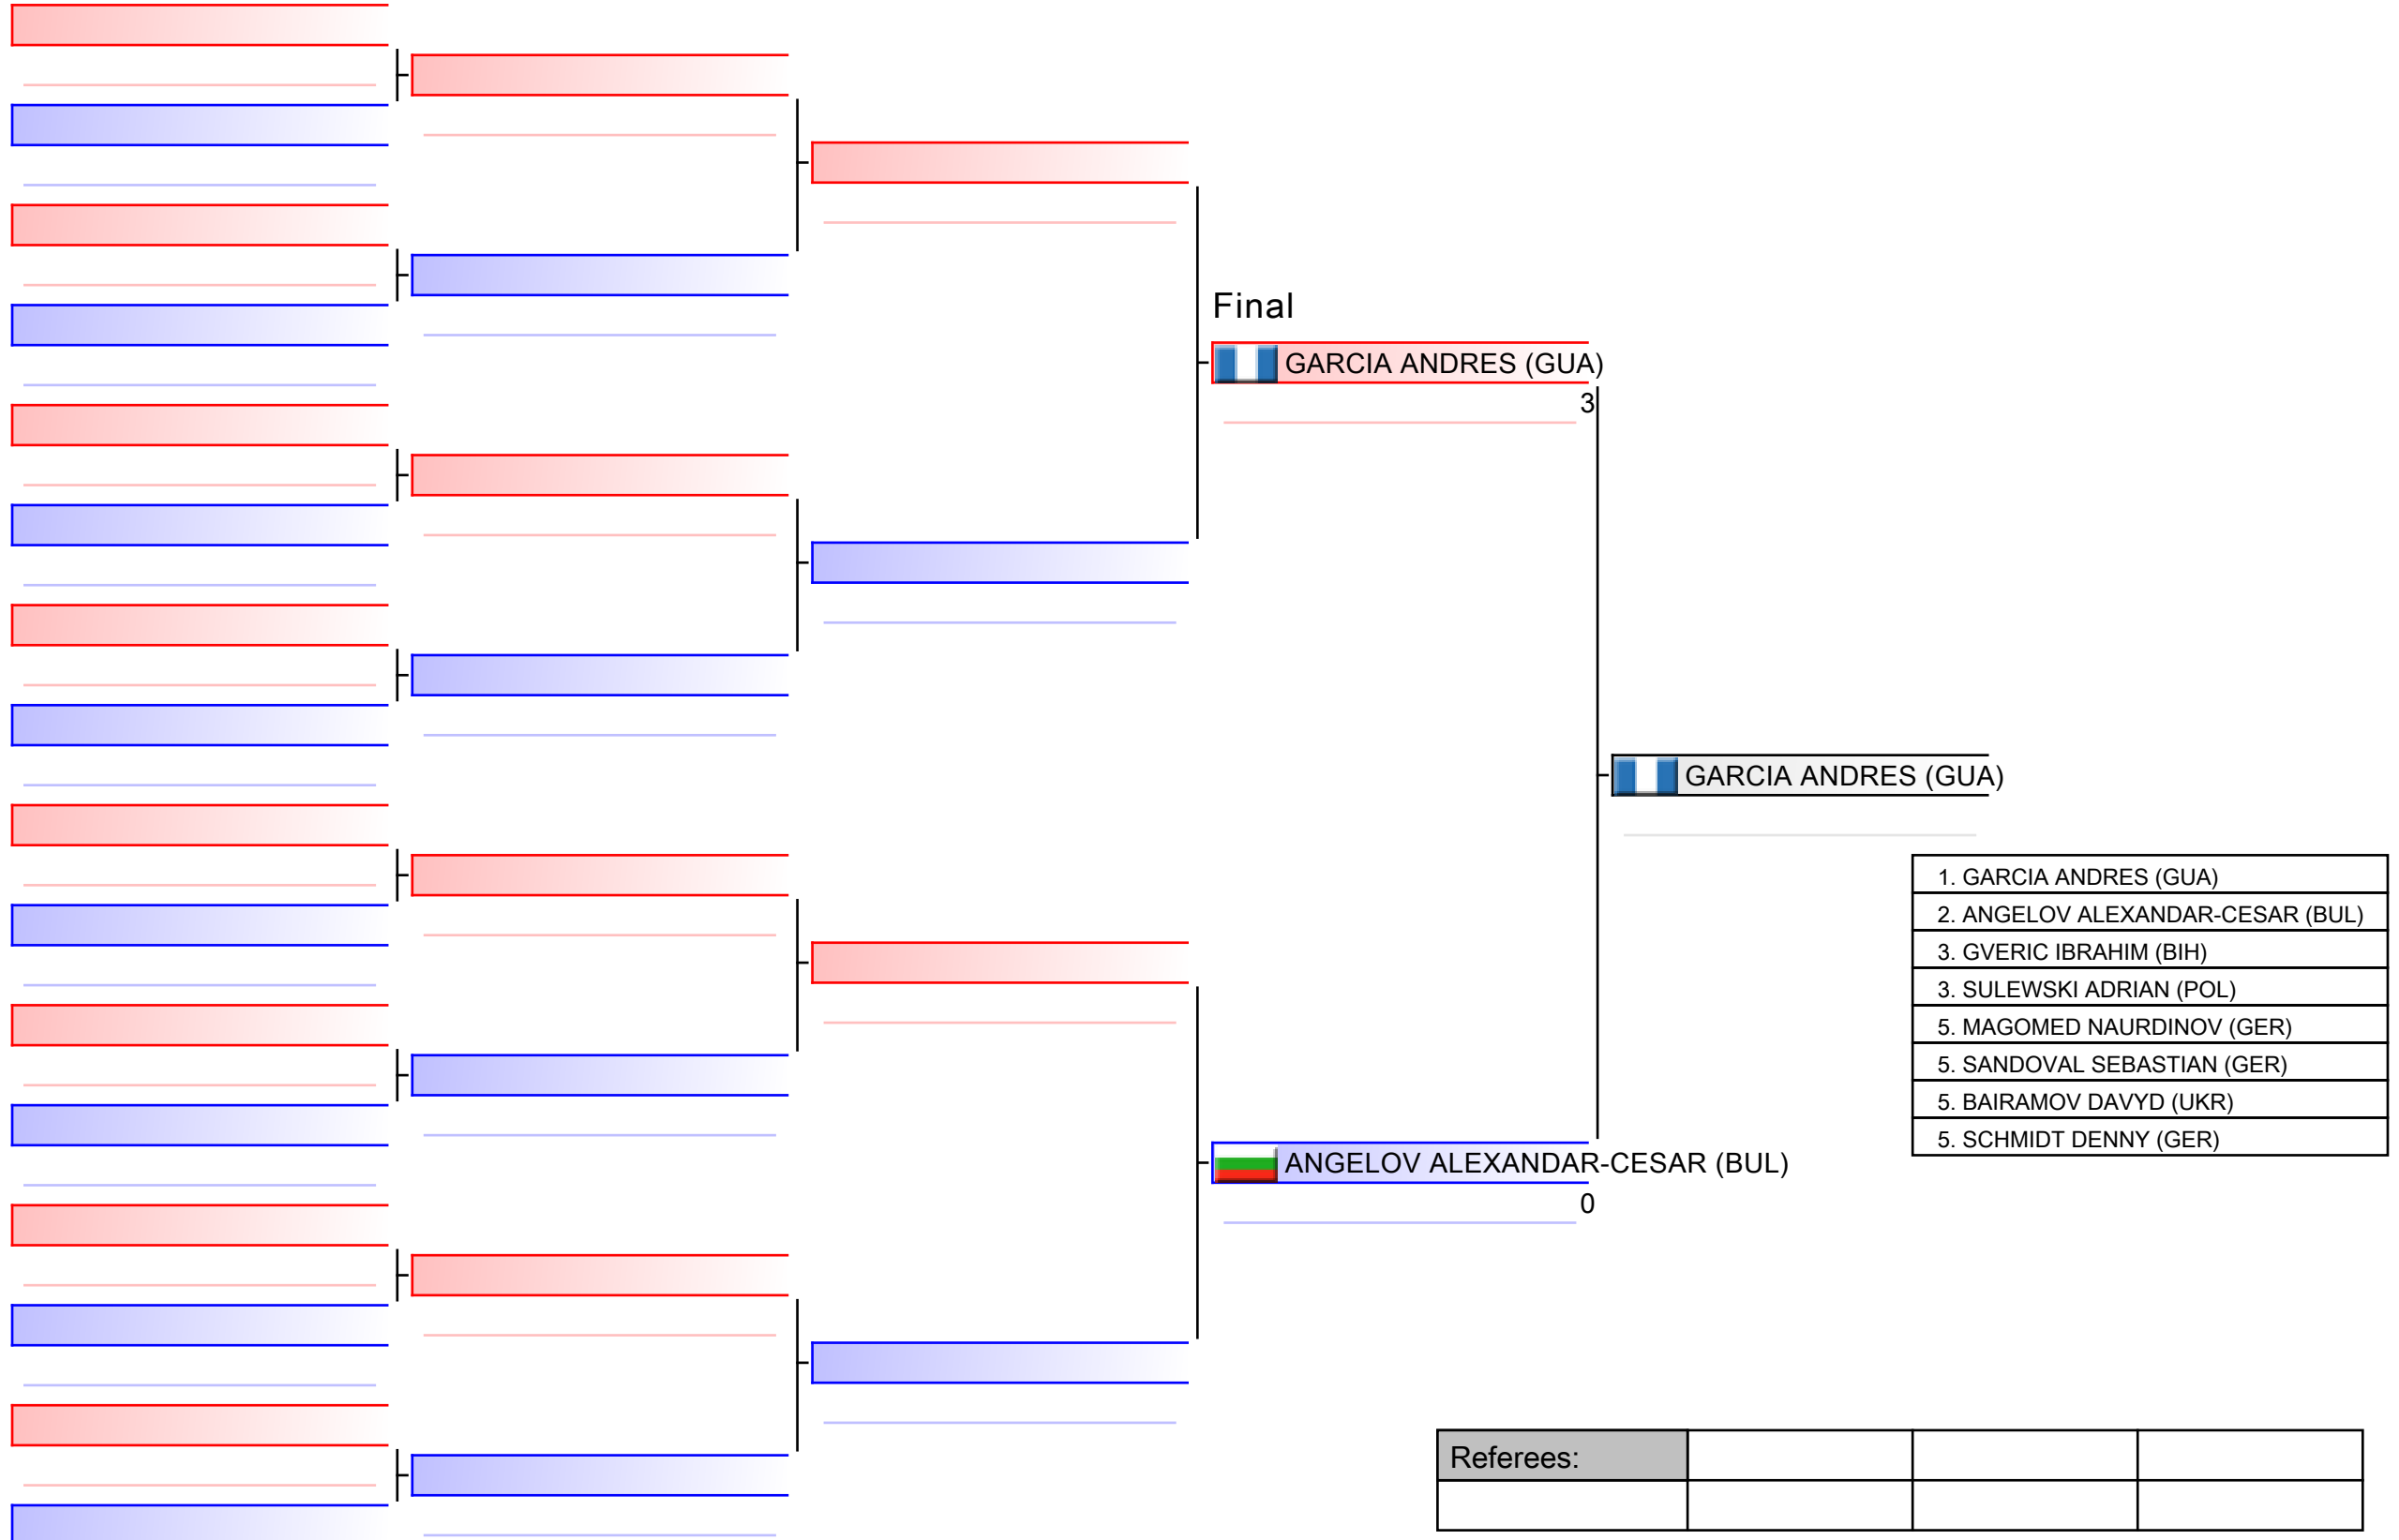 Final
GARCIA ANDRES (GUA)
3
GARCIA ANDRES (GUA)
1. GARCIA ANDRES (GUA)
2. ANGELOV ALEXANDAR-CESAR (BUL)
3. GVERIC IBRAHIM (BIH)
3. SULEWSKI ADRIAN (POL)
5. MAGOMED NAURDINOV (GER)
5. SANDOVAL SEBASTIAN (GER)
5. BAIRAMOV DAVYD (UKR)
5. SCHMIDT DENNY (GER)
ANGELOV ALEXANDAR-CESAR (BUL)
0
Referees: